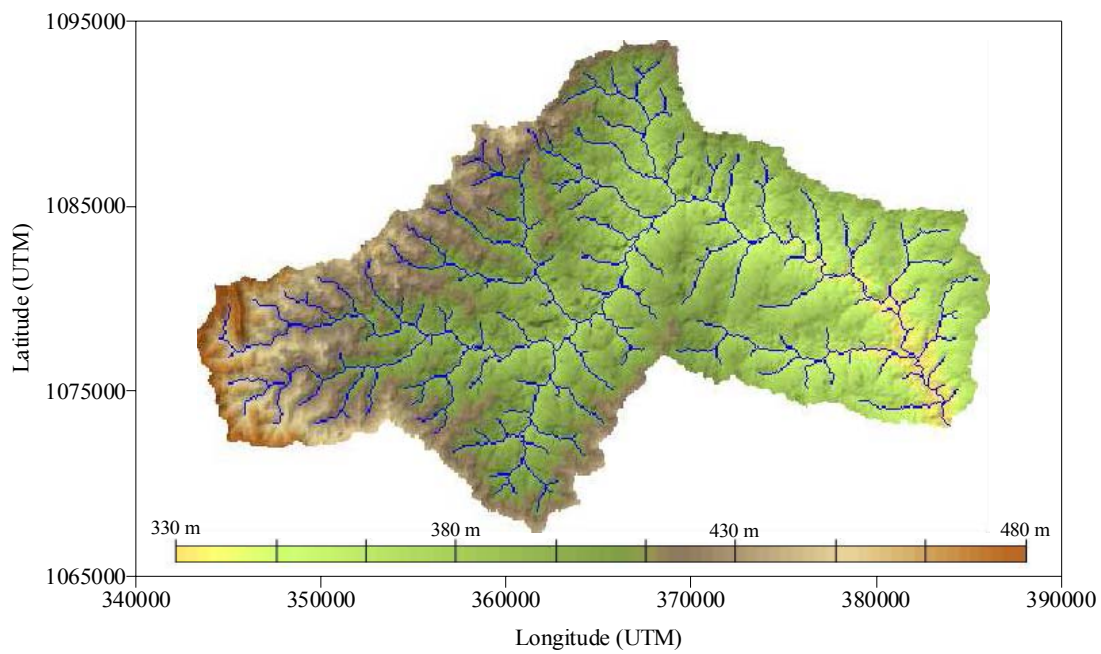 1095000
1085000
1075000
1065000
Latitude (UTM)
330 m 380 m 430 m 480 m
340000 350000 360000 370000 380000 390000
Longitude (UTM)